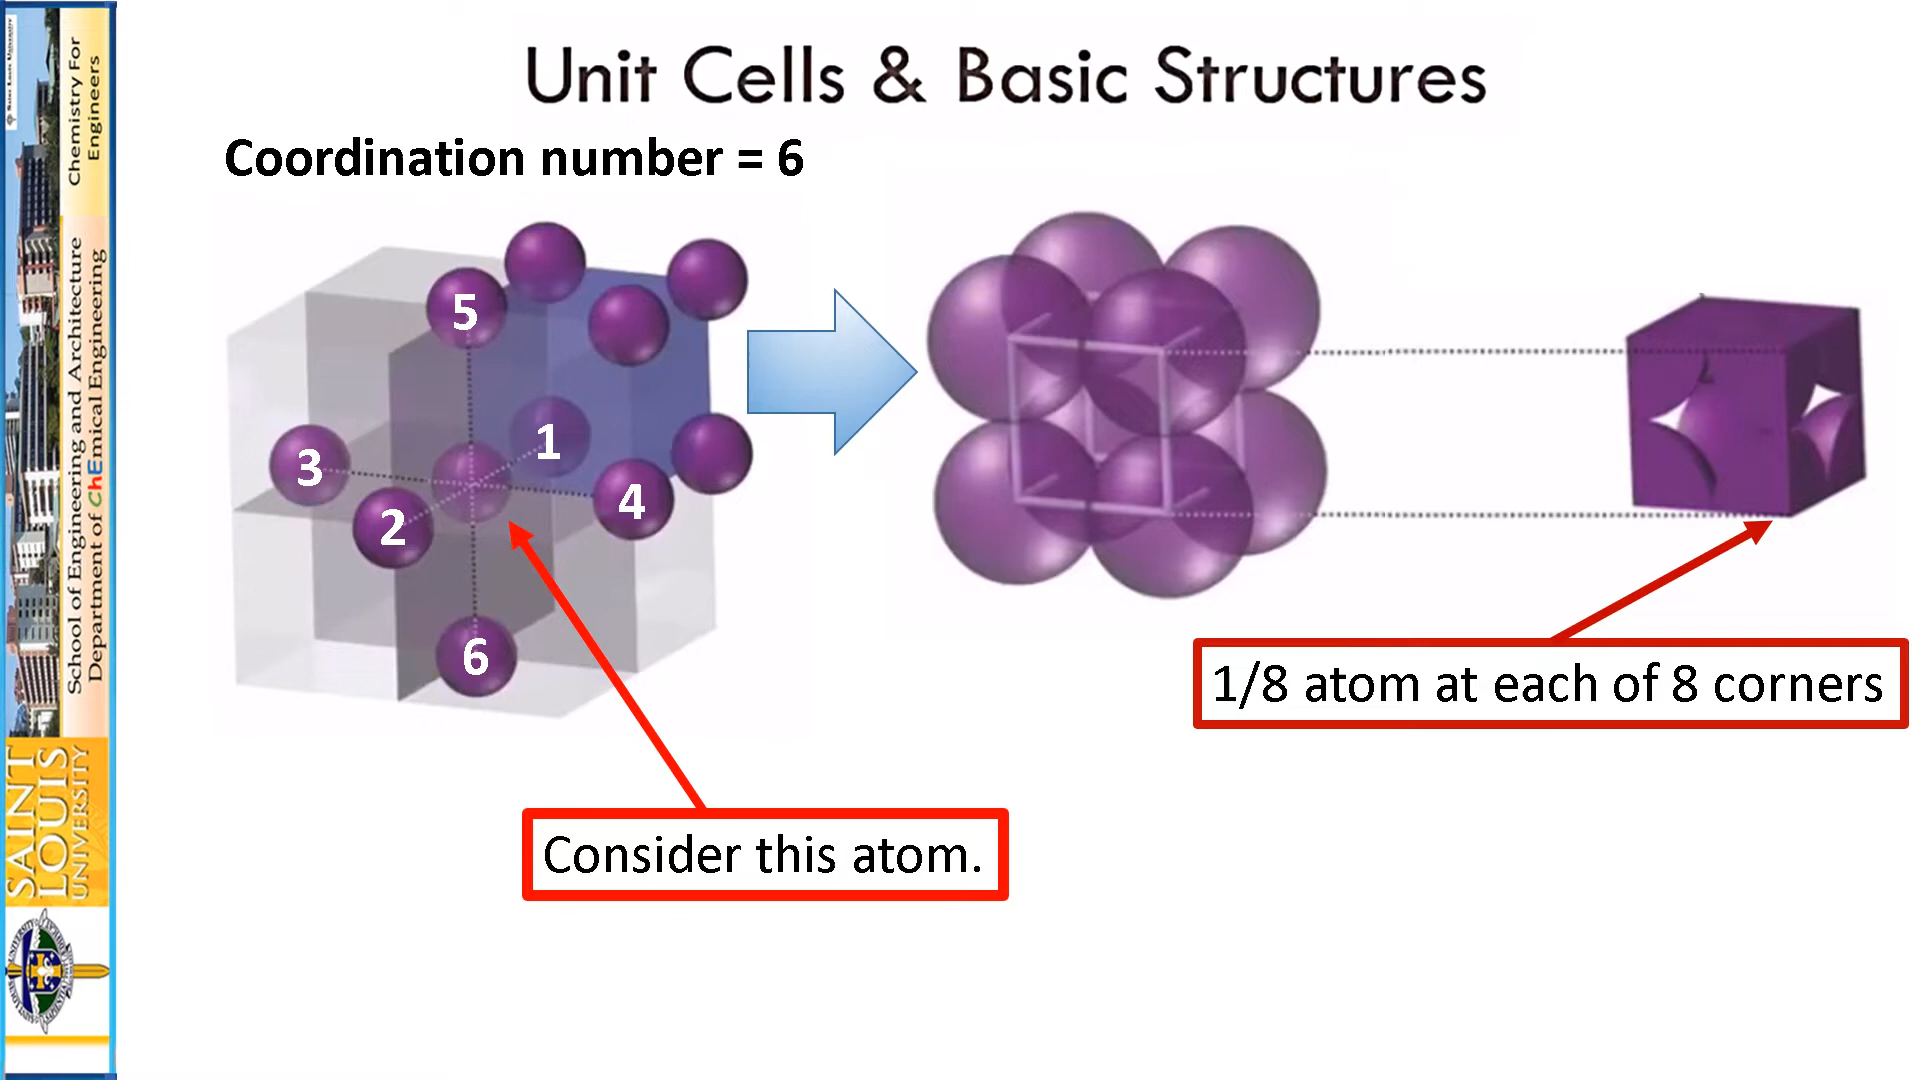 Unit Cells & Basic Structures
Coordination number = 6
5
1
3
4
2
6
1/8 atom at each of 8 corners
Consider this atom.
Chemistry For
Engineers
School of Engineering and Architecture
Department of ChEmical Engineering
SAINT
LOUIS
UNIVERSITY